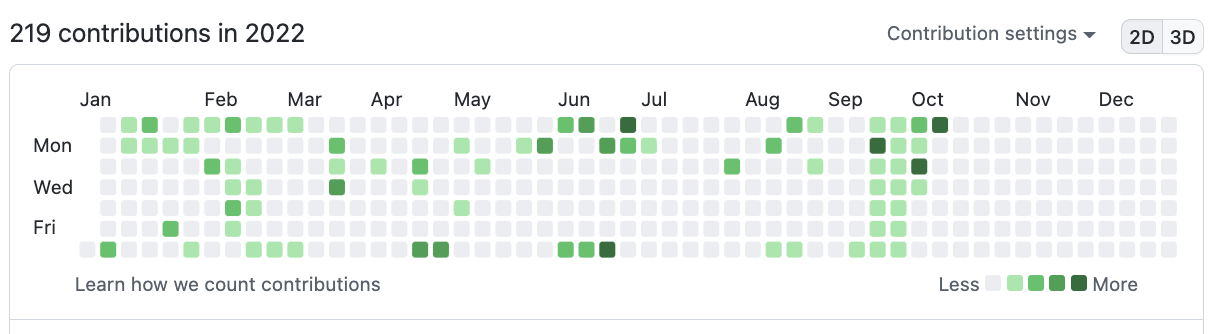 219 contributions in 2022
Contribution settings
2D 3D
Jan Feb Mar Apr May Jun Jul Aug Sep Oct Nov Dec
Mon
Wed
Fri
Learn how we count contributions
Less More